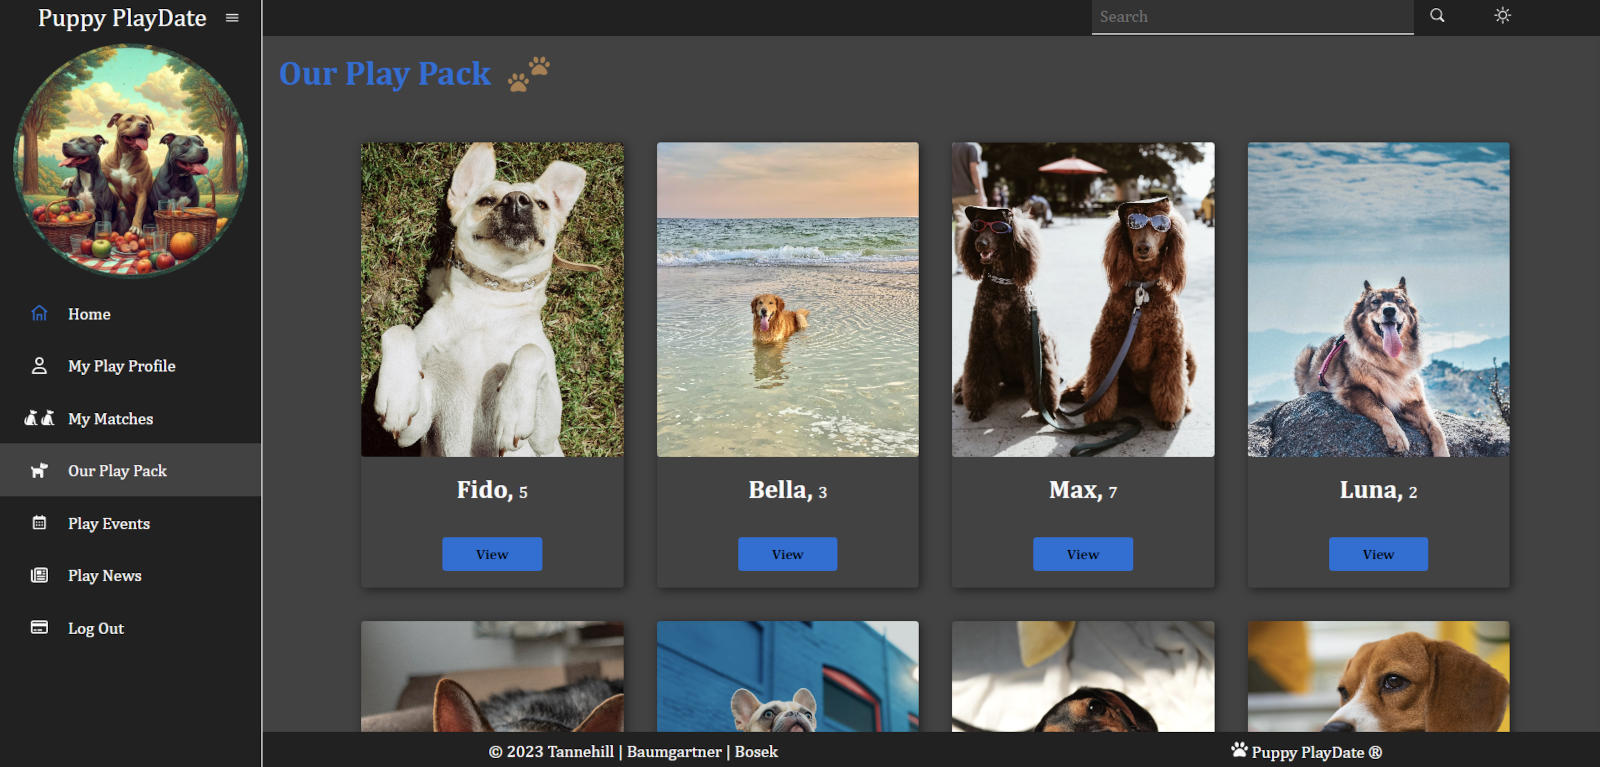 Puppy PlayDate
Search
Home
My Play Profile
My Matches
Our Play Pack
Play Events
Play News
Log Out
Our Play Pack
Fido, 5
View
Bella, 3
View
Max, 7
View
Luna, 2
View
© 2023 Tannehill | Baumgartner | Bosek
Puppy PlayDate ®